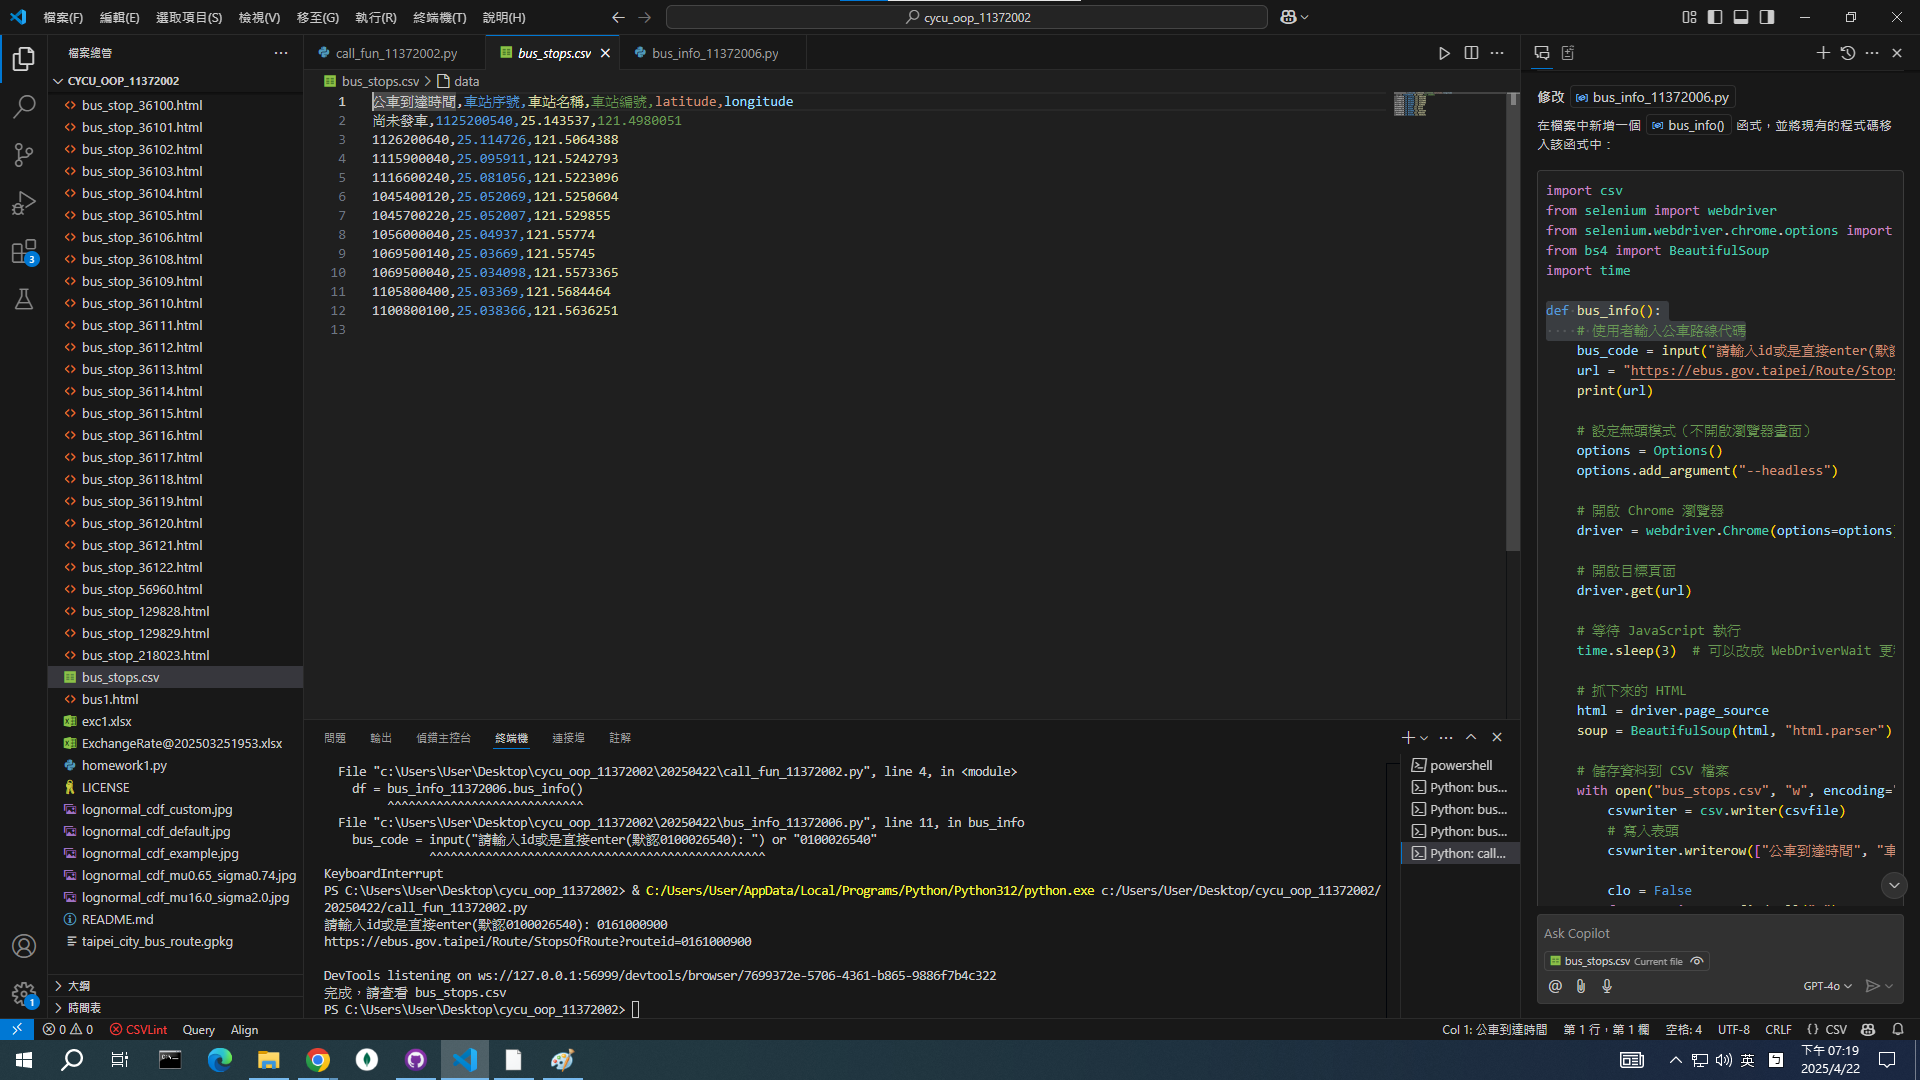 檔案(F) 編輯(E) 選取項目(S) 檢視(V) 移至(G) 執行(R) 終端機(T) 說明(H)
cycu_oop_11372002
檔案總管
CYCU_OOP_11372002
bus_stop_36100.html
bus_stop_36101.html
bus_stop_36102.html
bus_stop_36103.html
bus_stop_36104.html
bus_stop_36105.html
bus_stop_36106.html
bus_stop_36108.html
bus_stop_36109.html
bus_stop_36110.html
bus_stop_36111.html
bus_stop_36112.html
bus_stop_36113.html
bus_stop_36114.html
bus_stop_36115.html
bus_stop_36116.html
bus_stop_36117.html
bus_stop_36118.html
bus_stop_36119.html
bus_stop_36120.html
bus_stop_36121.html
bus_stop_36122.html
bus_stop_56960.html
bus_stop_129828.html
bus_stop_129829.html
bus_stop_218023.html
bus_stops.csv
bus1.html
exc1.xlsx
ExchangeRate@202503251953.xlsx
homework1.py
LICENSE
lognormal_cdf_custom.jpg
lognormal_cdf_default.jpg
lognormal_cdf_example.jpg
lognormal_cdf_mu0.65_sigma0.74.jpg
lognormal_cdf_mu16.0_sigma2.0.jpg
README.md
taipei_city_bus_route.gpkg
大綱
時間表
call_fun_11372002.py bus_stops.csv bus_info_11372006.py
bus_stops.csv > data
1 公車到達時間,車站序號,車站名稱,車站編號,latitude,longitude
2 尚未發車,1125200540,25.143537,121.4980051
3 1126200640,25.114726,121.5064388
4 1115900040,25.095911,121.5242793
5 1116600240,25.081056,121.5223096
6 1045400120,25.052069,121.5250604
7 1045700220,25.052007,121.529855
8 1056000040,25.04937,121.55774
9 1069500140,25.03669,121.55745
10 1069500040,25.034098,121.5573365
11 1105800400,25.03369,121.5684464
12 1100800100,25.038366,121.5636251
13
問題 輸出 偵錯主控台 終端機 連接埠 註解
File "c:\Users\User\Desktop\cycu_oop_11372002\20250422\call_fun_11372002.py", line 4, in <module>
df = bus_info_11372006.bus_info()
^^^^^^^^^^^^^^^^^^^^^^^^^^^^
File "c:\Users\User\Desktop\cycu_oop_11372002\20250422\bus_info_11372006.py", line 11, in bus_info
bus_code = input("請輸入id或是直接enter(默認0100026540): ") or "0100026540"
^^^^^^^^^^^^^^^^^^^^^^^^^^^^^^^^^^^^^^^^^^^^
KeyboardInterrupt
PS C:\Users\User\Desktop\cycu_oop_11372002> & C:/Users/User/AppData/Local/Programs/Python/Python312/python.exe c:/Users/User/Desktop/cycu_oop_11372002/
20250422/call_fun_11372002.py
請輸入id或是直接enter(默認0100026540): 0161000900
https://ebus.gov.taipei/Route/StopsOfRoute?routeid=0161000900
DevTools listening on ws://127.0.0.1:56999/devtools/browser/7699372e-5706-4361-b865-9886f7b4c322
完成，請查看 bus_stops.csv
PS C:\Users\User\Desktop\cycu_oop_11372002>
powershell
Python: bus...
Python: bus...
Python: bus...
Python: call...
修改 bus_info_11372006.py
在檔案中新增一個 bus_info() 函式，並將現有的程式碼移
入該函式中：
import csv
from selenium import webdriver
from selenium.webdriver.chrome.options import
from bs4 import BeautifulSoup
import time
def bus_info():
# 使用者輸入公車路線代碼
bus_code = input("請輸入id或是直接enter(默
url = "https://ebus.gov.taipei/Route/Stop
print(url)
# 設定無頭模式（不開啟瀏覽器畫面）
options = Options()
options.add_argument("--headless")
# 開啟 Chrome 瀏覽器
driver = webdriver.Chrome(options=options
# 開啟目標頁面
driver.get(url)
# 等待 JavaScript 執行
time.sleep(3) # 可以改成 WebDriverWait 更
# 抓下來的 HTML
html = driver.page_source
soup = BeautifulSoup(html, "html.parser")
# 儲存資料到 CSV 檔案
with open("bus_stops.csv", "w", encoding=
csvwriter = csv.writer(csvfile)
# 寫入表頭
csvwriter.writerow(["公車到達時間", "車
clo = False
Ask Copilot
bus_stops.csv Current file
GPT-4o
0 0 CSVLint Query Align
Col 1: 公車到達時間 第 1 行，第 1 欄 空格: 4 UTF-8 CRLF {} CSV
英
下午 07:19
2025/4/22